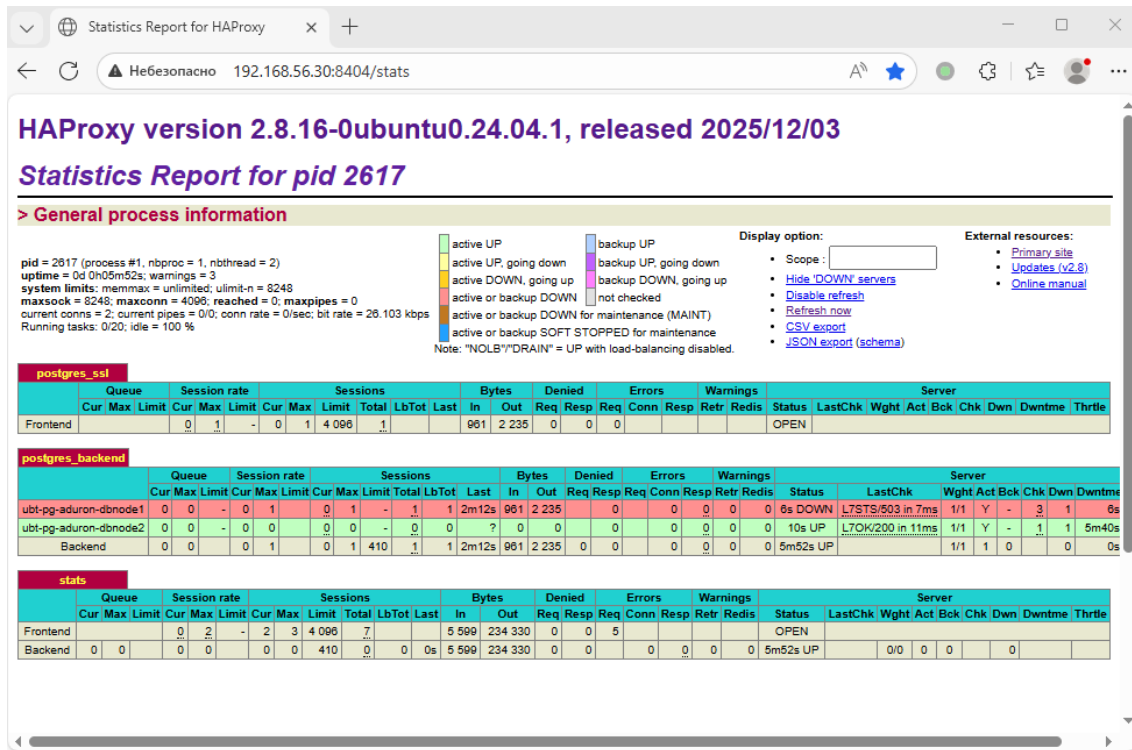 Statistics Report for HAProxy
Небезопасно 192.168.56.30:8404/stats
HAProxy version 2.8.16-0ubuntu0.24.04.1, released 2025/12/03
Statistics Report for pid 2617
> General process information
pid = 2617 (process #1, nbproc = 1, nbthread = 2)
uptime = 0d 0h05m52s; warnings = 3
system limits: memmax = unlimited; ulimit-n = 8248
maxsock = 8248; maxconn = 4096; reached = 0; maxpipes = 0
current conns = 2; current pipes = 0/0; conn rate = 0/sec; bit rate = 26.103 kbps
Running tasks: 0/20; idle = 100 %
active UP backup UP
active UP, going down backup UP, going down
active DOWN, going up backup DOWN, going up
active or backup DOWN not checked
active or backup DOWN for maintenance (MAINT)
active or backup SOFT STOPPED for maintenance
Note: "NOLB"/"DRAIN" = UP with load-balancing disabled.
Display option:
Scope :
Hide 'DOWN' servers
Disable refresh
Refresh now
CSV export
JSON export (schema)
External resources:
Primary site
Updates (v2.8)
Online manual
postgres_ssl
Queue Session rate Sessions Bytes Denied Errors Warnings Server
Cur Max Limit Cur Max Limit Cur Max Limit Total LbTot Last In Out Req Resp Req Conn Resp Retr Redis Status LastChk Wght Act Bck Chk Dwn Dwntme Thrtle
Frontend 0 1 - 0 1 4 096 1 961 2 235 0 0 0 OPEN
postgres_backend
Queue Session rate Sessions Bytes Denied Errors Warnings Server
Cur Max Limit Cur Max Limit Cur Max Limit Total LbTot Last In Out Req Resp Req Conn Resp Retr Redis Status LastChk Wght Act Bck Chk Dwn Dwntme
ubt-pg-aduron-dbnode1 0 0 - 0 1 0 1 - 1 1 2m12s 961 2 235 0 0 0 0 0 6s DOWN L7STS/503 in 7ms 1/1 Y - 3 1 6s
ubt-pg-aduron-dbnode2 0 0 - 0 0 0 0 - 0 0 ? 0 0 0 0 0 0 0 10s UP L7OK/200 in 11ms 1/1 Y - 1 1 5m40s
Backend 0 0 0 1 0 1 410 1 1 2m12s 961 2 235 0 0 0 0 0 0 5m52s UP 1/1 1 0 0 0s
stats
Queue Session rate Sessions Bytes Denied Errors Warnings Server
Cur Max Limit Cur Max Limit Cur Max Limit Total LbTot Last In Out Req Resp Req Conn Resp Retr Redis Status LastChk Wght Act Bck Chk Dwn Dwntme Thrtle
Frontend 0 2 - 2 3 4 096 7 5 599 234 330 0 0 5 OPEN
Backend 0 0 0 0 0 0 410 0 0 0s 5 599 234 330 0 0 0 0 0 0 5m52s UP 0/0 0 0 0